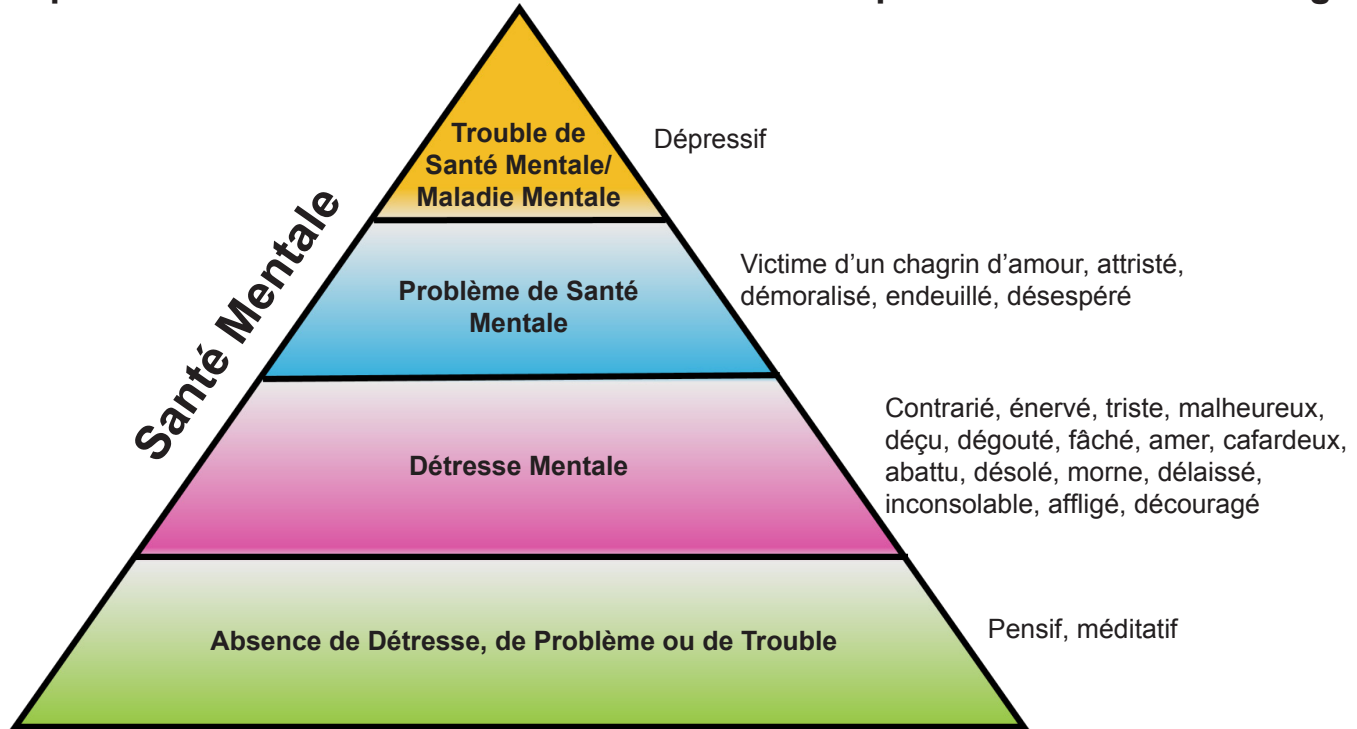 Trouble de
Santé Mentale/
Maladie Mentale
Dépressif
Santé Mentale
Problème de Santé
Mentale
Victime d’un chagrin d’amour, attristé,
démoralisé, endeuillé, désespéré
Détresse Mentale
Contrarié, énervé, triste, malheureux,
déçu, dégouté, fâché, amer, cafardeux,
abattu, désolé, morne, délaissé,
inconsolable, affligé, découragé
Absence de Détresse, de Problème ou de Trouble
Pensif, méditatif